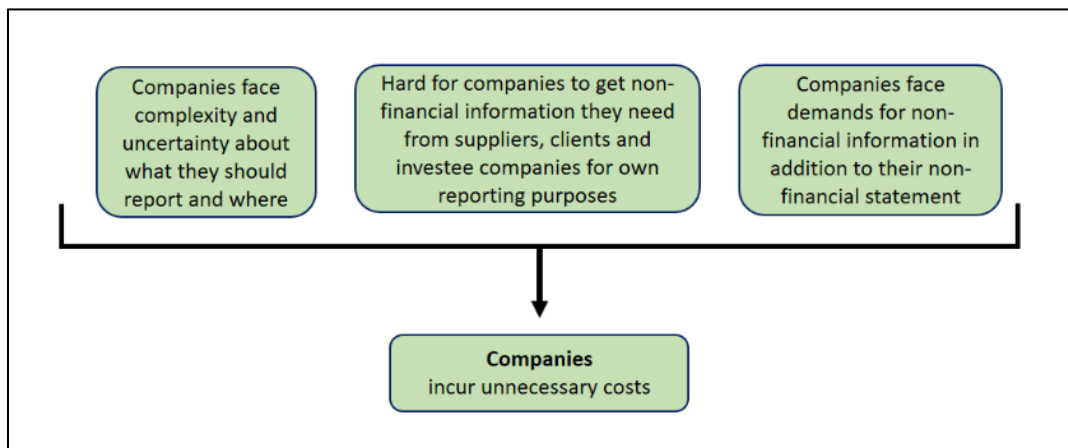 Companies face
complexity and
uncertainty about
what they should
report and where
Hard for companies to get non-
financial information they need
from suppliers, clients and
investee companies for own
reporting purposes
Companies face
demands for non-
financial information in
addition to their non-
financial statement
Companies
incur unnecessary costs